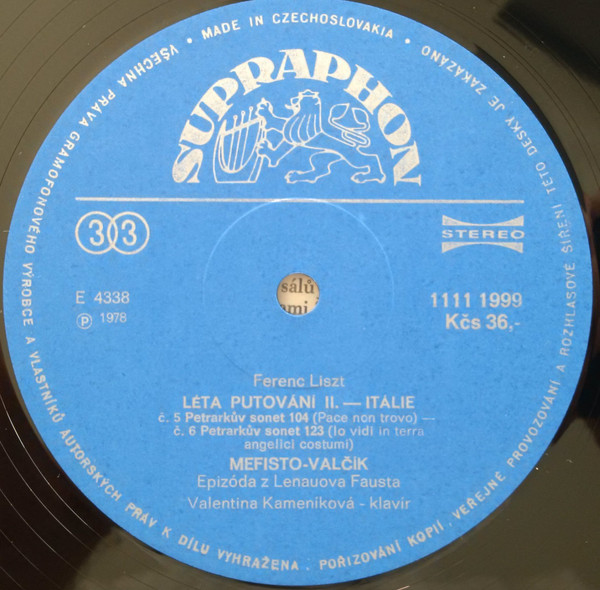 VŠECHNA PRÁVA GRAMOFONOVÉHO VÝROBCE A VLASTNÍKŮ AUTORSKÝCH PRÁV K DÍLU VYHRAŽENA . POŘIZOVÁNÍ KOPIÍ . VEŘEJNÉ PROVOZOVÁNÍ A ROZHLASOVÉ ŠÍŘENÍ TÉTO DESKY JE ZAKÁZÁNO
• MADE IN CZECHOSLOVAKIA •
SUPRAPHON
33
STEREO
E 4338
1111 1999
Ⓟ 1978
Kčs 36,-
sálů
ami
Ferenc Liszt
LÉTA PUTOVÁNÍ II. — ITÁLIE
č. 5 Petrarkův sonet 104 (Pace non trovo) —
č. 6 Petrarkův sonet 123 (Io vidi in terra
angelici costumi)
MEFISTO-VALČÍK
Epizóda z Lenauova Fausta
Valentina Kameníková - klavír